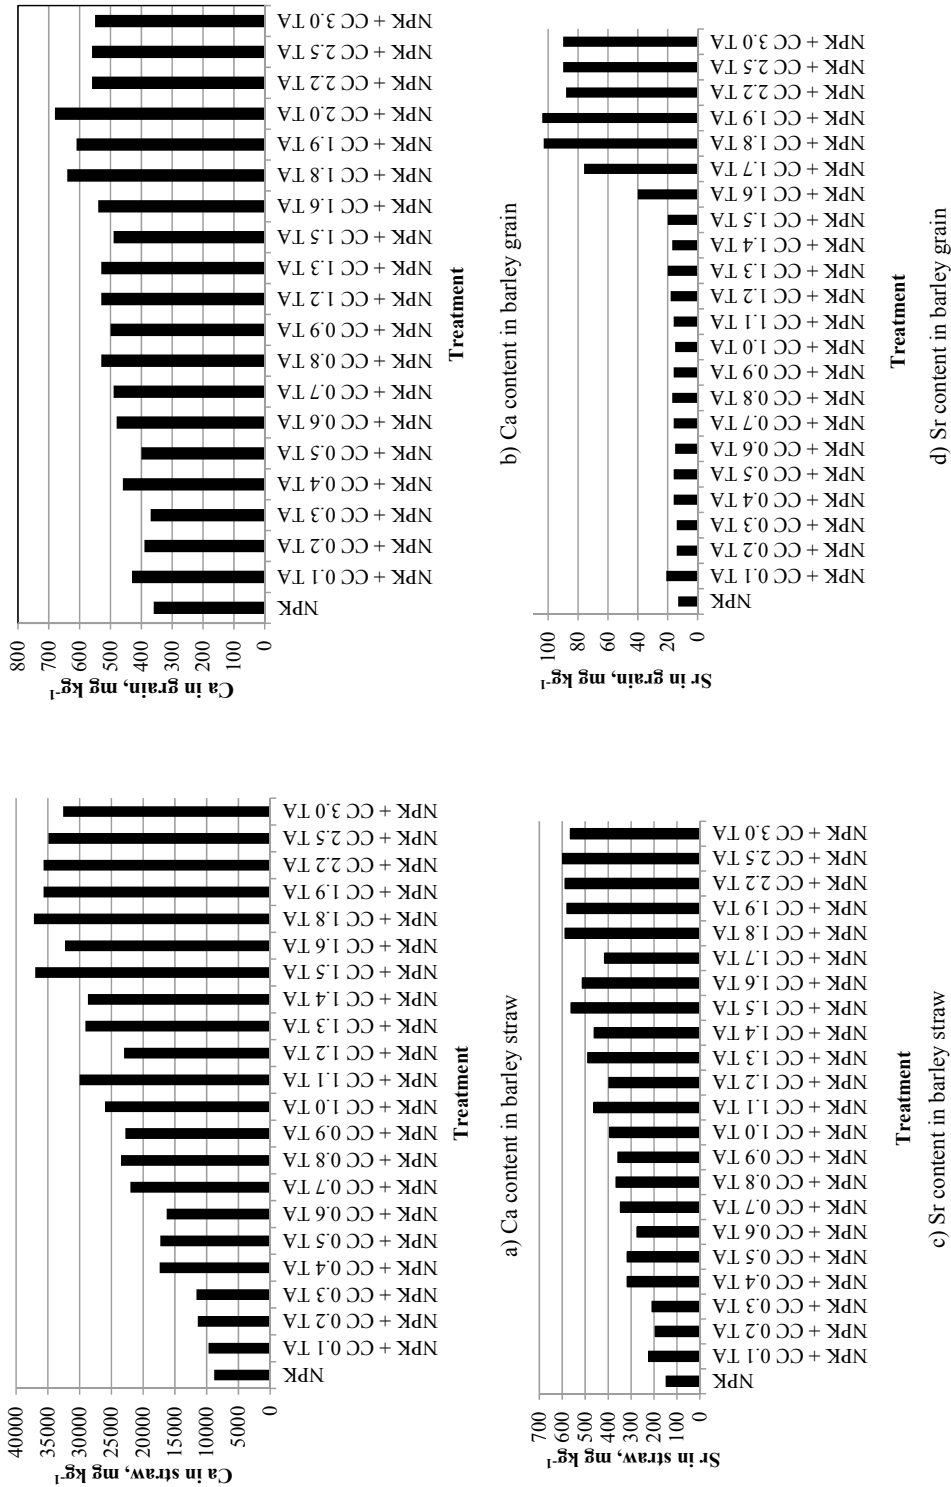 40000
35000
30000
25000
20000
15000
10000
5000
0
Ca in straw, mg kg⁻¹
NPK
NPK + CC 0.1 TA
NPK + CC 0.2 TA
NPK + CC 0.3 TA
NPK + CC 0.4 TA
NPK + CC 0.5 TA
NPK + CC 0.6 TA
NPK + CC 0.7 TA
NPK + CC 0.8 TA
NPK + CC 0.9 TA
NPK + CC 1.0 TA
NPK + CC 1.1 TA
NPK + CC 1.2 TA
NPK + CC 1.3 TA
NPK + CC 1.4 TA
NPK + CC 1.5 TA
NPK + CC 1.6 TA
NPK + CC 1.8 TA
NPK + CC 1.9 TA
NPK + CC 2.2 TA
NPK + CC 2.5 TA
NPK + CC 3.0 TA
Treatment
a) Ca content in barley straw
800
700
600
500
400
300
200
100
0
Ca in grain, mg kg⁻¹
NPK
NPK + CC 0.1 TA
NPK + CC 0.2 TA
NPK + CC 0.3 TA
NPK + CC 0.4 TA
NPK + CC 0.5 TA
NPK + CC 0.6 TA
NPK + CC 0.7 TA
NPK + CC 0.8 TA
NPK + CC 0.9 TA
NPK + CC 1.2 TA
NPK + CC 1.3 TA
NPK + CC 1.5 TA
NPK + CC 1.6 TA
NPK + CC 1.8 TA
NPK + CC 1.9 TA
NPK + CC 2.0 TA
NPK + CC 2.2 TA
NPK + CC 2.5 TA
NPK + CC 3.0 TA
Treatment
b) Ca content in barley grain
700
600
500
400
300
200
100
0
Sr in straw, mg kg⁻¹
NPK
NPK + CC 0.1 TA
NPK + CC 0.2 TA
NPK + CC 0.3 TA
NPK + CC 0.4 TA
NPK + CC 0.5 TA
NPK + CC 0.6 TA
NPK + CC 0.7 TA
NPK + CC 0.8 TA
NPK + CC 0.9 TA
NPK + CC 1.0 TA
NPK + CC 1.1 TA
NPK + CC 1.2 TA
NPK + CC 1.3 TA
NPK + CC 1.4 TA
NPK + CC 1.5 TA
NPK + CC 1.6 TA
NPK + CC 1.7 TA
NPK + CC 1.8 TA
NPK + CC 1.9 TA
NPK + CC 2.2 TA
NPK + CC 2.5 TA
NPK + CC 3.0 TA
Treatment
c) Sr content in barley straw
100
80
60
40
20
0
Sr in grain, mg kg⁻¹
NPK
NPK + CC 0.1 TA
NPK + CC 0.2 TA
NPK + CC 0.3 TA
NPK + CC 0.4 TA
NPK + CC 0.5 TA
NPK + CC 0.6 TA
NPK + CC 0.7 TA
NPK + CC 0.8 TA
NPK + CC 0.9 TA
NPK + CC 1.0 TA
NPK + CC 1.1 TA
NPK + CC 1.2 TA
NPK + CC 1.3 TA
NPK + CC 1.4 TA
NPK + CC 1.5 TA
NPK + CC 1.6 TA
NPK + CC 1.7 TA
NPK + CC 1.8 TA
NPK + CC 1.9 TA
NPK + CC 2.2 TA
NPK + CC 2.5 TA
NPK + CC 3.0 TA
Treatment
d) Sr content in barley grain